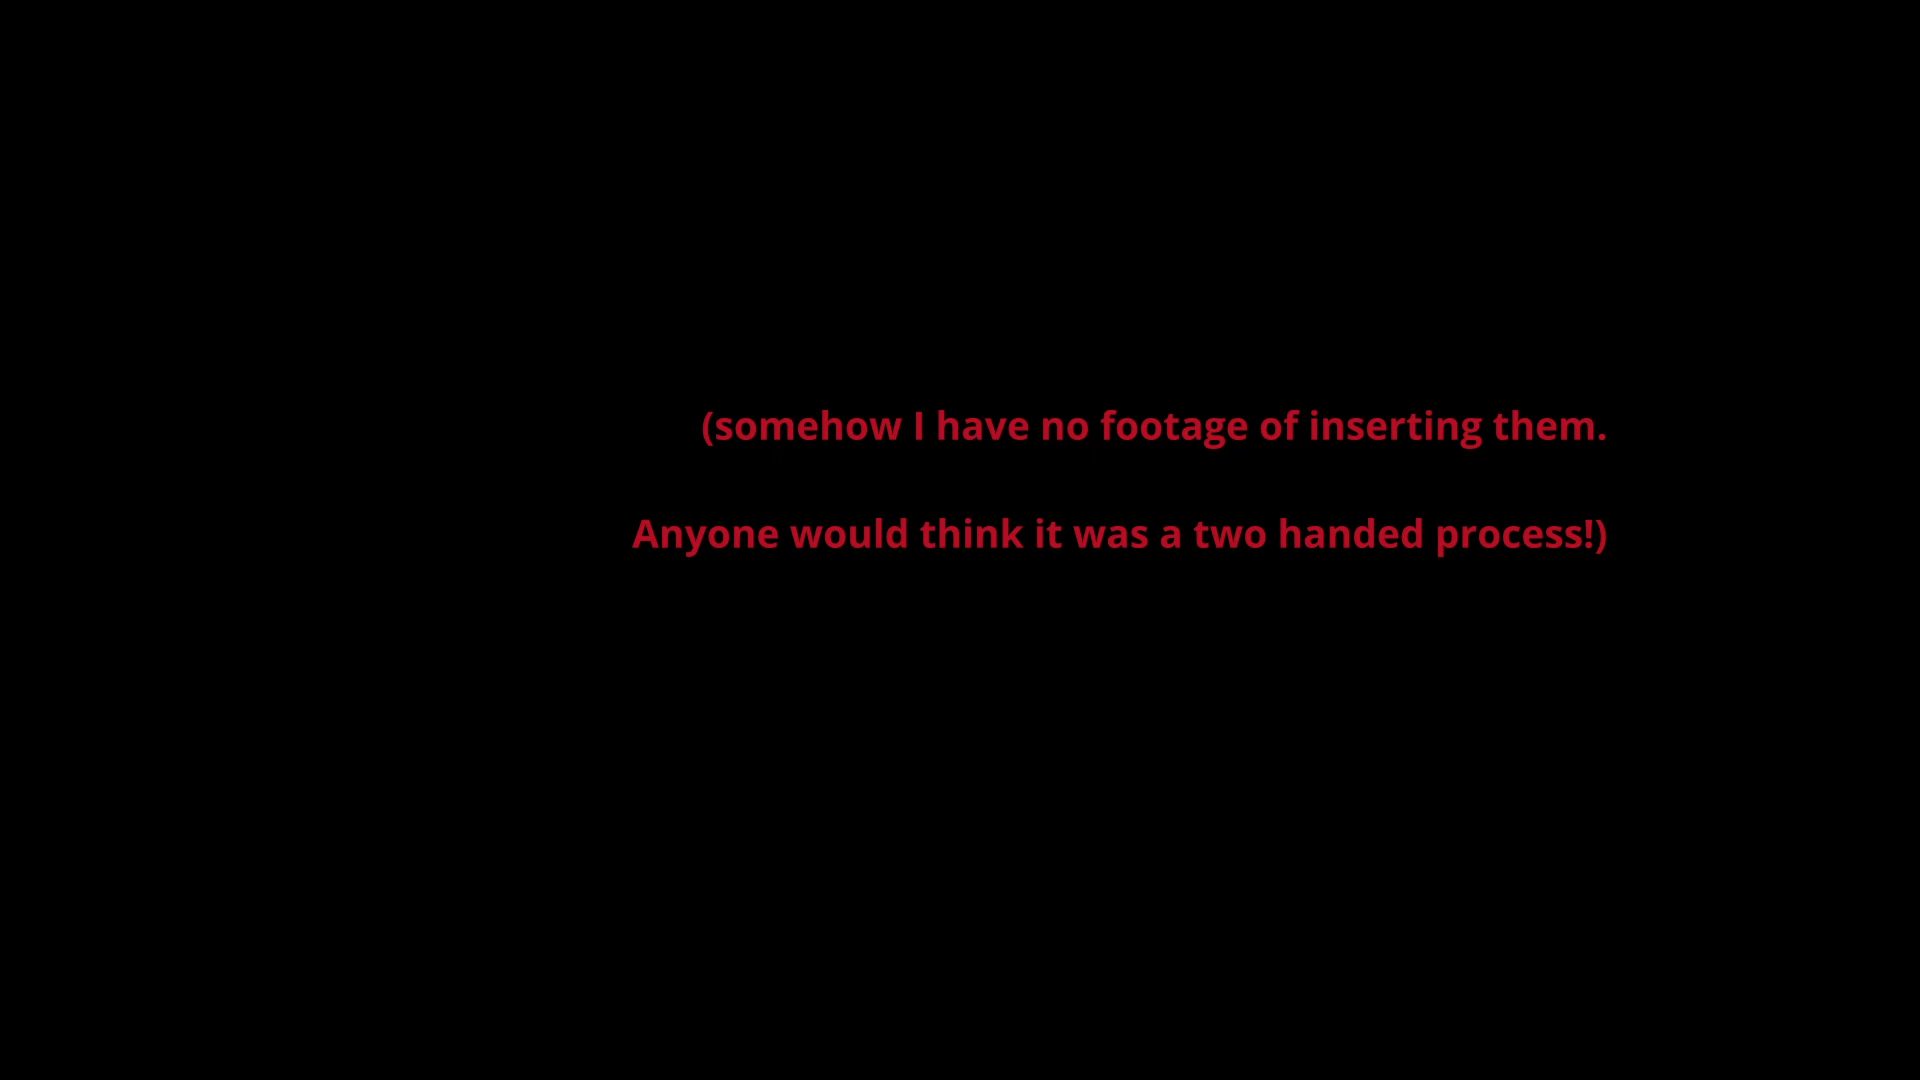 (somehow I have no footage of inserting them.
Anyone would think it was a two handed process!)